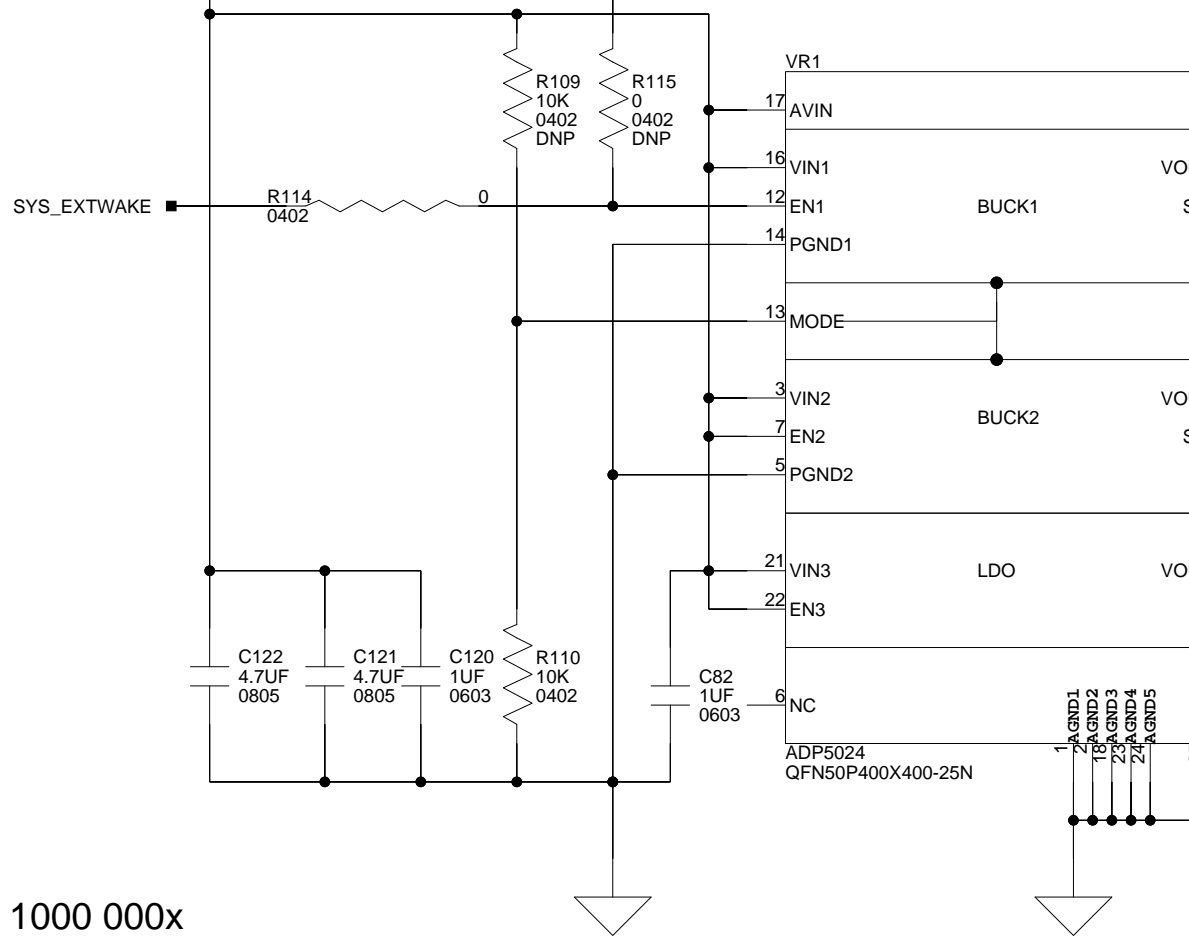 VR1
R109
10K
0402
DNP
R115
0
0402
DNP
17
AVIN
16
VIN1
VO
SYS_EXTWAKE
R114
0402
0
12
EN1
BUCK1
S
14
PGND1
13
MODE
3
VIN2
VO
BUCK2
7
EN2
S
5
PGND2
21
VIN3
LDO
VO
22
EN3
C122
4.7UF
0805
C121
4.7UF
0805
C120
1UF
0603
R110
10K
0402
C82
1UF
0603
6
NC
AGND1
AGND2
AGND3
AGND4
AGND5
1
2
18
23
24
ADP5024
QFN50P400X400-25N
1000 000x